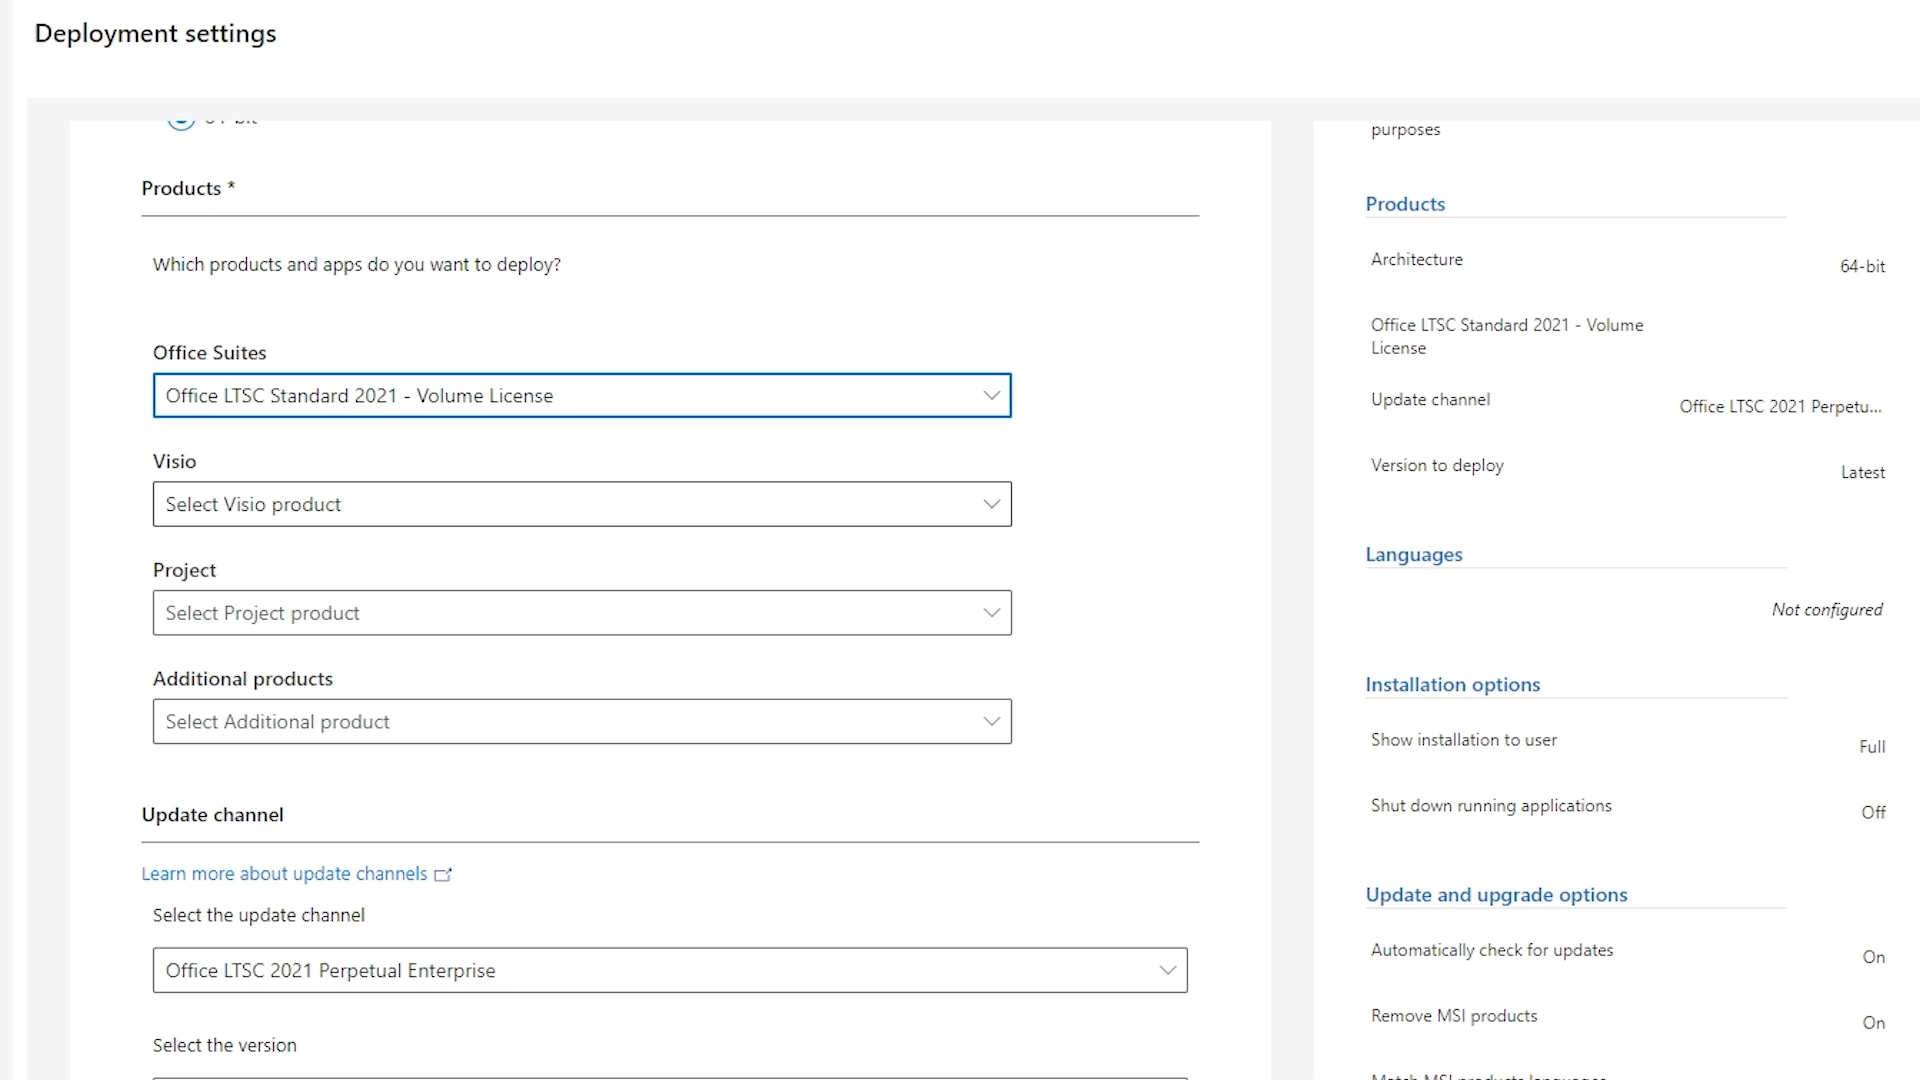 Deployment settings
Products *
Which products and apps do you want to deploy?
Office Suites
Office LTSC Standard 2021 - Volume License
Visio
Select Visio product
Project
Select Project product
Additional products
Select Additional product
Update channel
Learn more about update channels
Select the update channel
Office LTSC 2021 Perpetual Enterprise
Select the version
purposes
Products
Architecture
64-bit
Office LTSC Standard 2021 - Volume
License
Update channel
Office LTSC 2021 Perpetu...
Version to deploy
Latest
Languages
Not configured
Installation options
Show installation to user
Full
Shut down running applications
Off
Update and upgrade options
Automatically check for updates
On
Remove MSI products
On